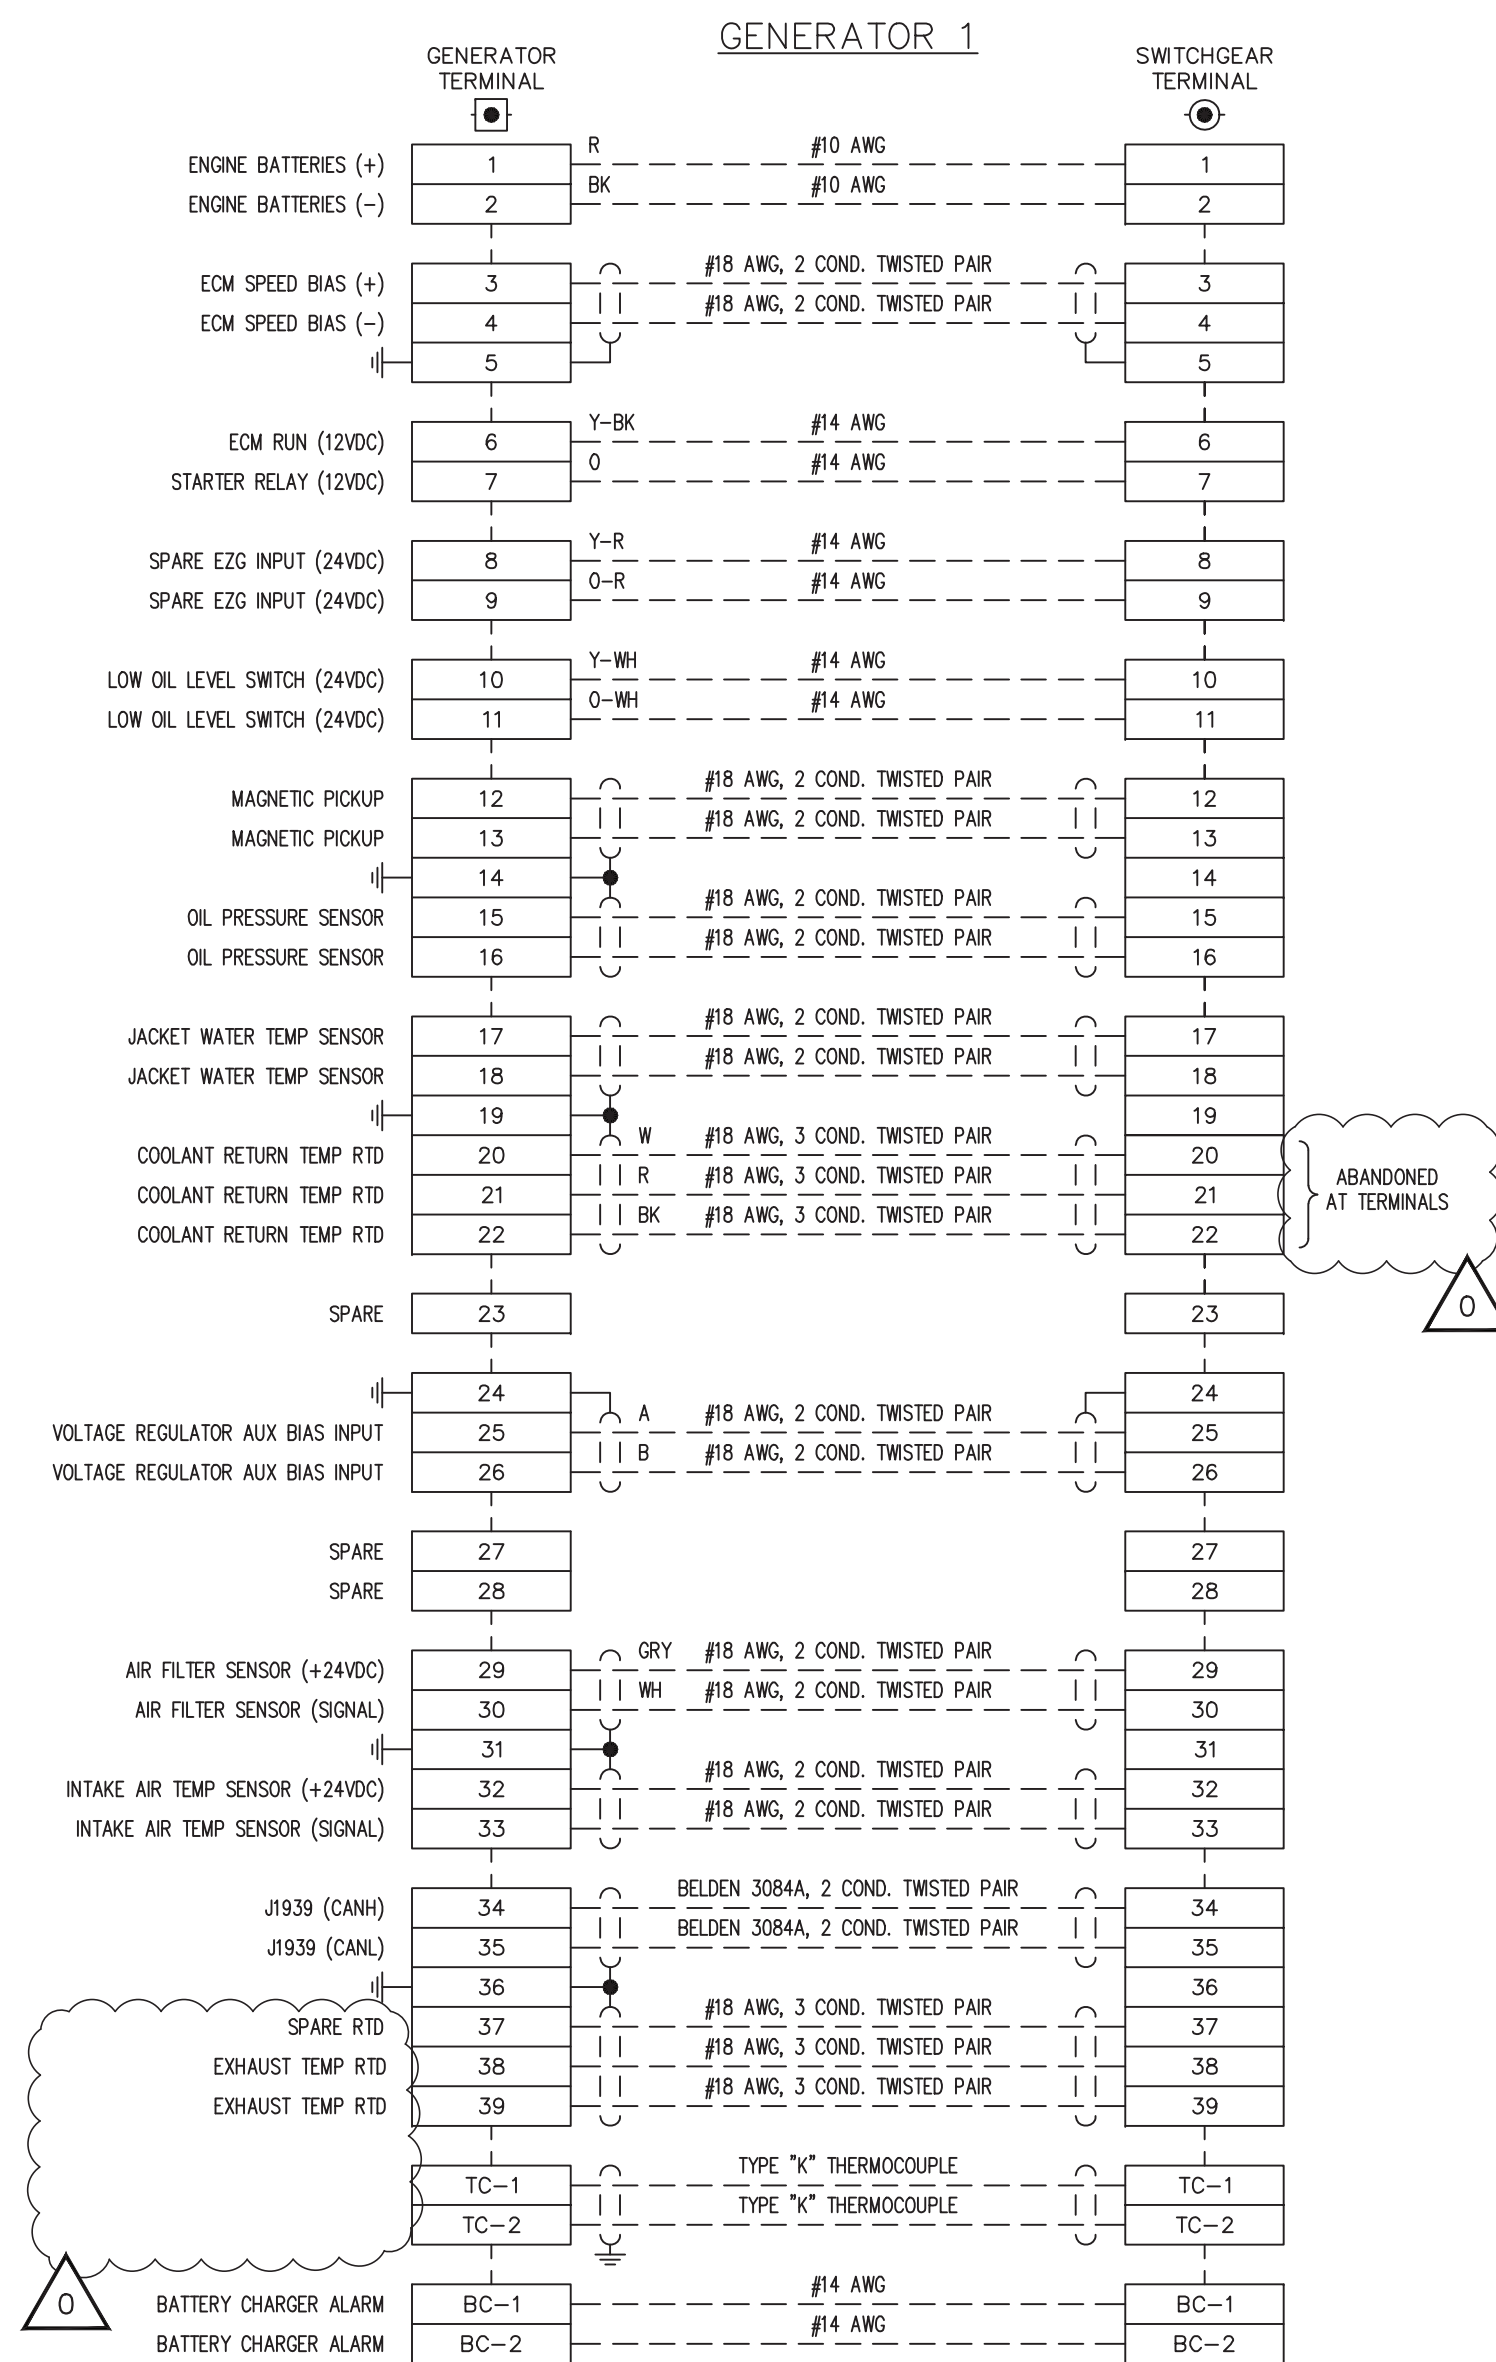 GENERATOR 1
GENERATOR
TERMINAL
SWITCHGEAR
TERMINAL
ENGINE BATTERIES (+) 1 R #10 AWG 1
ENGINE BATTERIES (−) 2 BK #10 AWG 2
ECM SPEED BIAS (+) 3 #18 AWG, 2 COND. TWISTED PAIR 3
ECM SPEED BIAS (−) 4 #18 AWG, 2 COND. TWISTED PAIR 4
5 5
ECM RUN (12VDC) 6 Y−BK #14 AWG 6
STARTER RELAY (12VDC) 7 O #14 AWG 7
SPARE EZG INPUT (24VDC) 8 Y−R #14 AWG 8
SPARE EZG INPUT (24VDC) 9 O−R #14 AWG 9
LOW OIL LEVEL SWITCH (24VDC) 10 Y−WH #14 AWG 10
LOW OIL LEVEL SWITCH (24VDC) 11 O−WH #14 AWG 11
MAGNETIC PICKUP 12 #18 AWG, 2 COND. TWISTED PAIR 12
MAGNETIC PICKUP 13 #18 AWG, 2 COND. TWISTED PAIR 13
14 14
OIL PRESSURE SENSOR 15 #18 AWG, 2 COND. TWISTED PAIR 15
OIL PRESSURE SENSOR 16 #18 AWG, 2 COND. TWISTED PAIR 16
JACKET WATER TEMP SENSOR 17 #18 AWG, 2 COND. TWISTED PAIR 17
JACKET WATER TEMP SENSOR 18 #18 AWG, 2 COND. TWISTED PAIR 18
19 19
COOLANT RETURN TEMP RTD 20 W #18 AWG, 3 COND. TWISTED PAIR 20
COOLANT RETURN TEMP RTD 21 R #18 AWG, 3 COND. TWISTED PAIR 21
COOLANT RETURN TEMP RTD 22 BK #18 AWG, 3 COND. TWISTED PAIR 22
ABANDONED
AT TERMINALS
0
SPARE 23 23
24 24
VOLTAGE REGULATOR AUX BIAS INPUT 25 A #18 AWG, 2 COND. TWISTED PAIR 25
VOLTAGE REGULATOR AUX BIAS INPUT 26 B #18 AWG, 2 COND. TWISTED PAIR 26
SPARE 27 27
SPARE 28 28
AIR FILTER SENSOR (+24VDC) 29 GRY #18 AWG, 2 COND. TWISTED PAIR 29
AIR FILTER SENSOR (SIGNAL) 30 WH #18 AWG, 2 COND. TWISTED PAIR 30
31 31
INTAKE AIR TEMP SENSOR (+24VDC) 32 #18 AWG, 2 COND. TWISTED PAIR 32
INTAKE AIR TEMP SENSOR (SIGNAL) 33 #18 AWG, 2 COND. TWISTED PAIR 33
J1939 (CANH) 34 BELDEN 3084A, 2 COND. TWISTED PAIR 34
J1939 (CANL) 35 BELDEN 3084A, 2 COND. TWISTED PAIR 35
36 36
SPARE RTD 37 #18 AWG, 3 COND. TWISTED PAIR 37
EXHAUST TEMP RTD 38 #18 AWG, 3 COND. TWISTED PAIR 38
EXHAUST TEMP RTD 39 #18 AWG, 3 COND. TWISTED PAIR 39
TC−1 TYPE "K" THERMOCOUPLE TC−1
TC−2 TYPE "K" THERMOCOUPLE TC−2
0
BATTERY CHARGER ALARM BC−1 #14 AWG BC−1
BATTERY CHARGER ALARM BC−2 #14 AWG BC−2